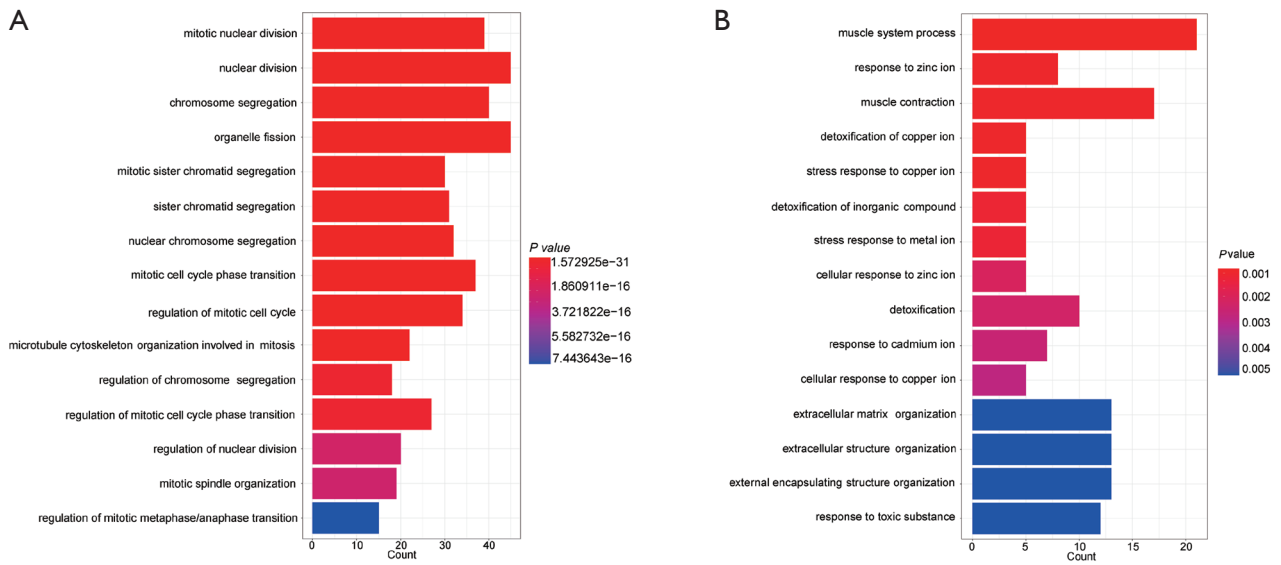 A
mitotic nuclear division
nuclear division
chromosome segregation
organelle fission
mitotic sister chromatid segregation
sister chromatid segregation
nuclear chromosome segregation
mitotic cell cycle phase transition
regulation of mitotic cell cycle
microtubule cytoskeleton organization involved in mitosis
regulation of chromosome segregation
regulation of mitotic cell cycle phase transition
regulation of nuclear division
mitotic spindle organization
regulation of mitotic metaphase/anaphase transition
0 10 20 30 40
Count
P value
1.572925e−31
1.860911e−16
3.721822e−16
5.582732e−16
7.443643e−16
B
muscle system process
response to zinc ion
muscle contraction
detoxification of copper ion
stress response to copper ion
detoxification of inorganic compound
stress response to metal ion
cellular response to zinc ion
detoxification
response to cadmium ion
cellular response to copper ion
extracellular matrix organization
extracellular structure organization
external encapsulating structure organization
response to toxic substance
0 5 10 15 20
Count
Pvalue
0.001
0.002
0.003
0.004
0.005